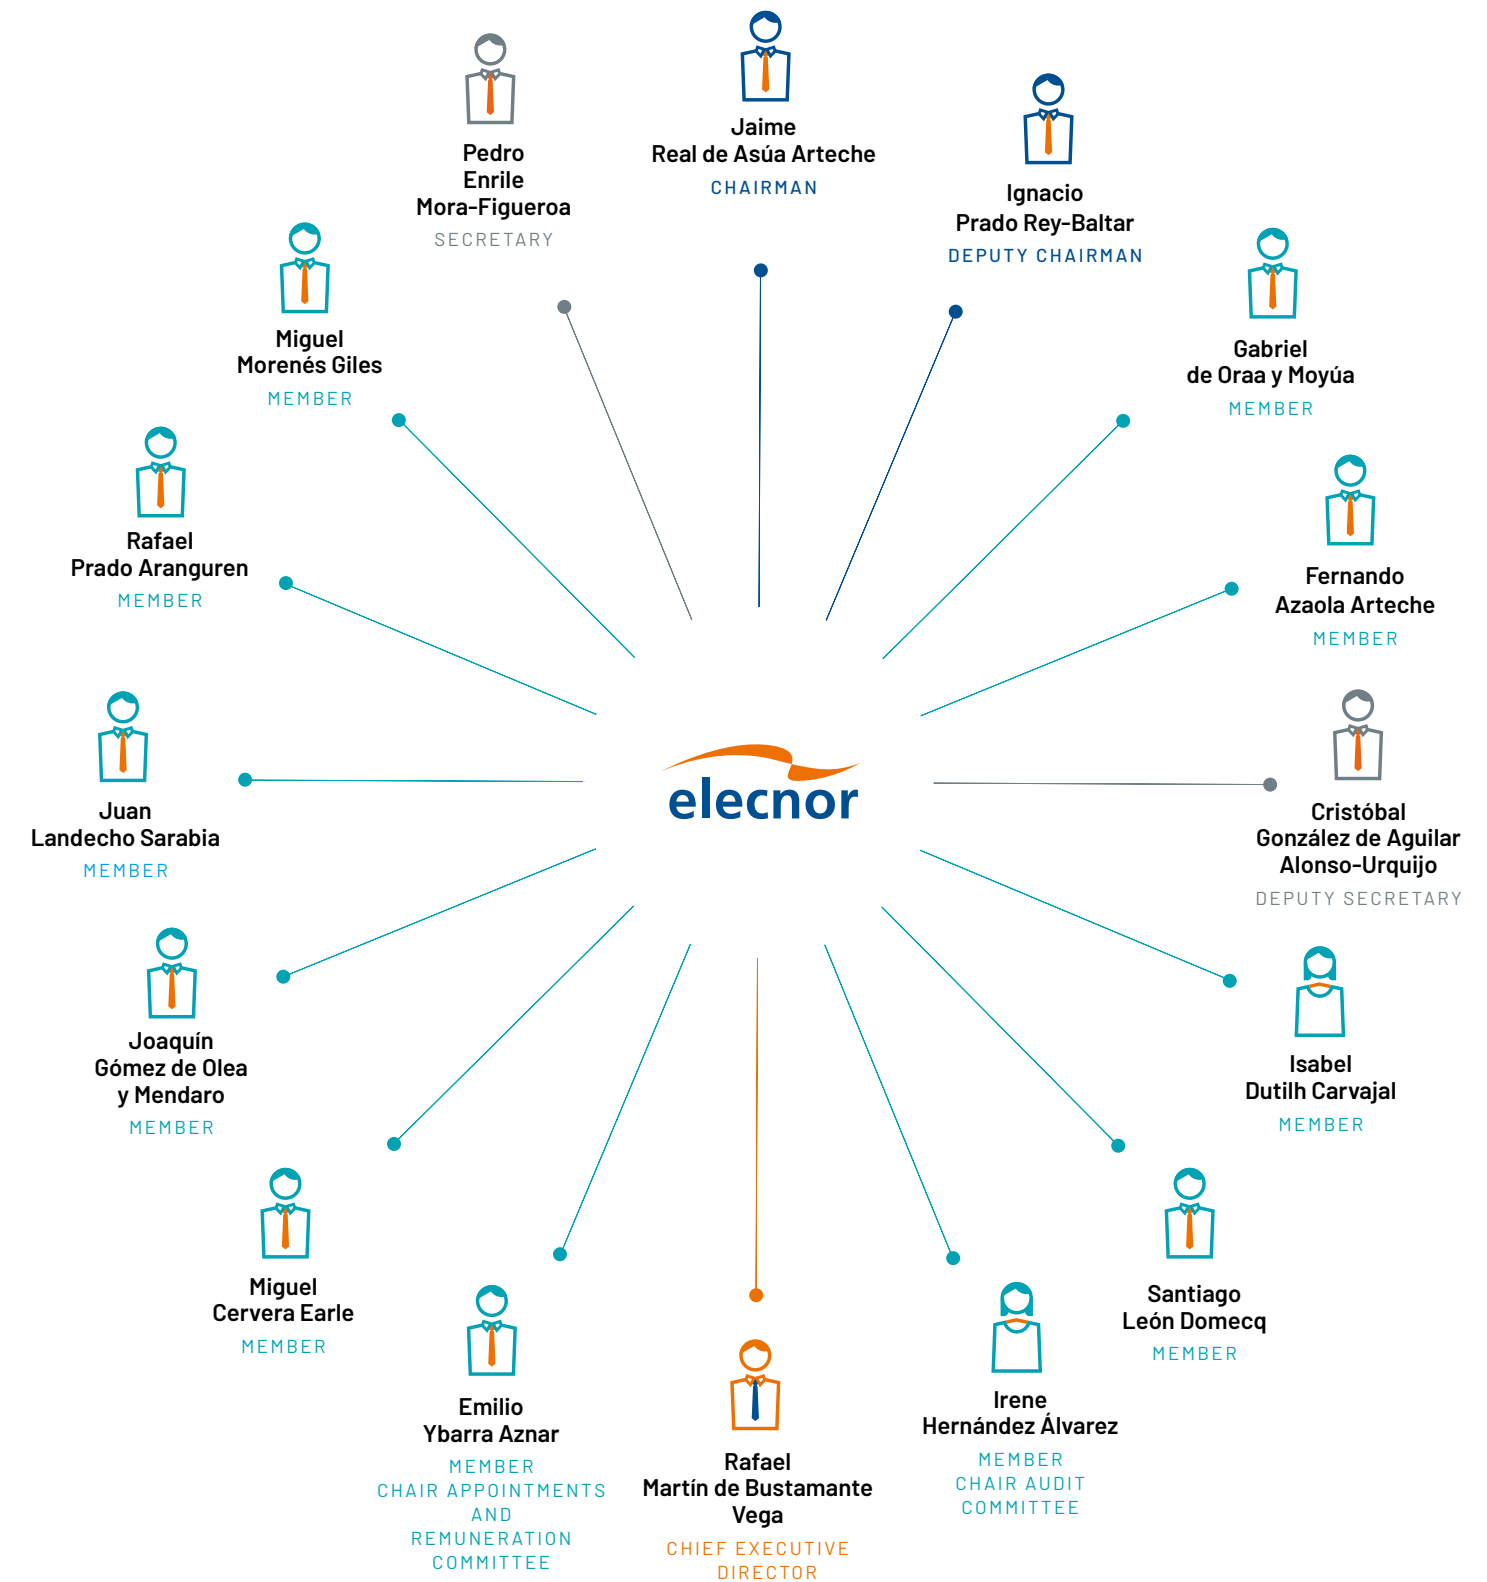 Jaime
Real de Asúa Arteche
CHAIRMAN
Ignacio
Prado Rey-Baltar
DEPUTY CHAIRMAN
Gabriel
de Oraa y Moyúa
MEMBER
Fernando
Azaola Arteche
MEMBER
Cristóbal
González de Aguilar
Alonso-Urquijo
DEPUTY SECRETARY
Isabel
Dutilh Carvajal
MEMBER
Santiago
León Domecq
MEMBER
Irene
Hernández Álvarez
MEMBER
CHAIR AUDIT
COMMITTEE
Rafael
Martín de Bustamante
Vega
CHIEF EXECUTIVE
DIRECTOR
Emilio
Ybarra Aznar
MEMBER
CHAIR APPOINTMENTS
AND
REMUNERATION
COMMITTEE
Miguel
Cervera Earle
MEMBER
Joaquín
Gómez de Olea
y Mendaro
MEMBER
Juan
Landecho Sarabia
MEMBER
Rafael
Prado Aranguren
MEMBER
Miguel
Morenés Giles
MEMBER
Pedro
Enrile
Mora-Figueroa
SECRETARY
elecnor